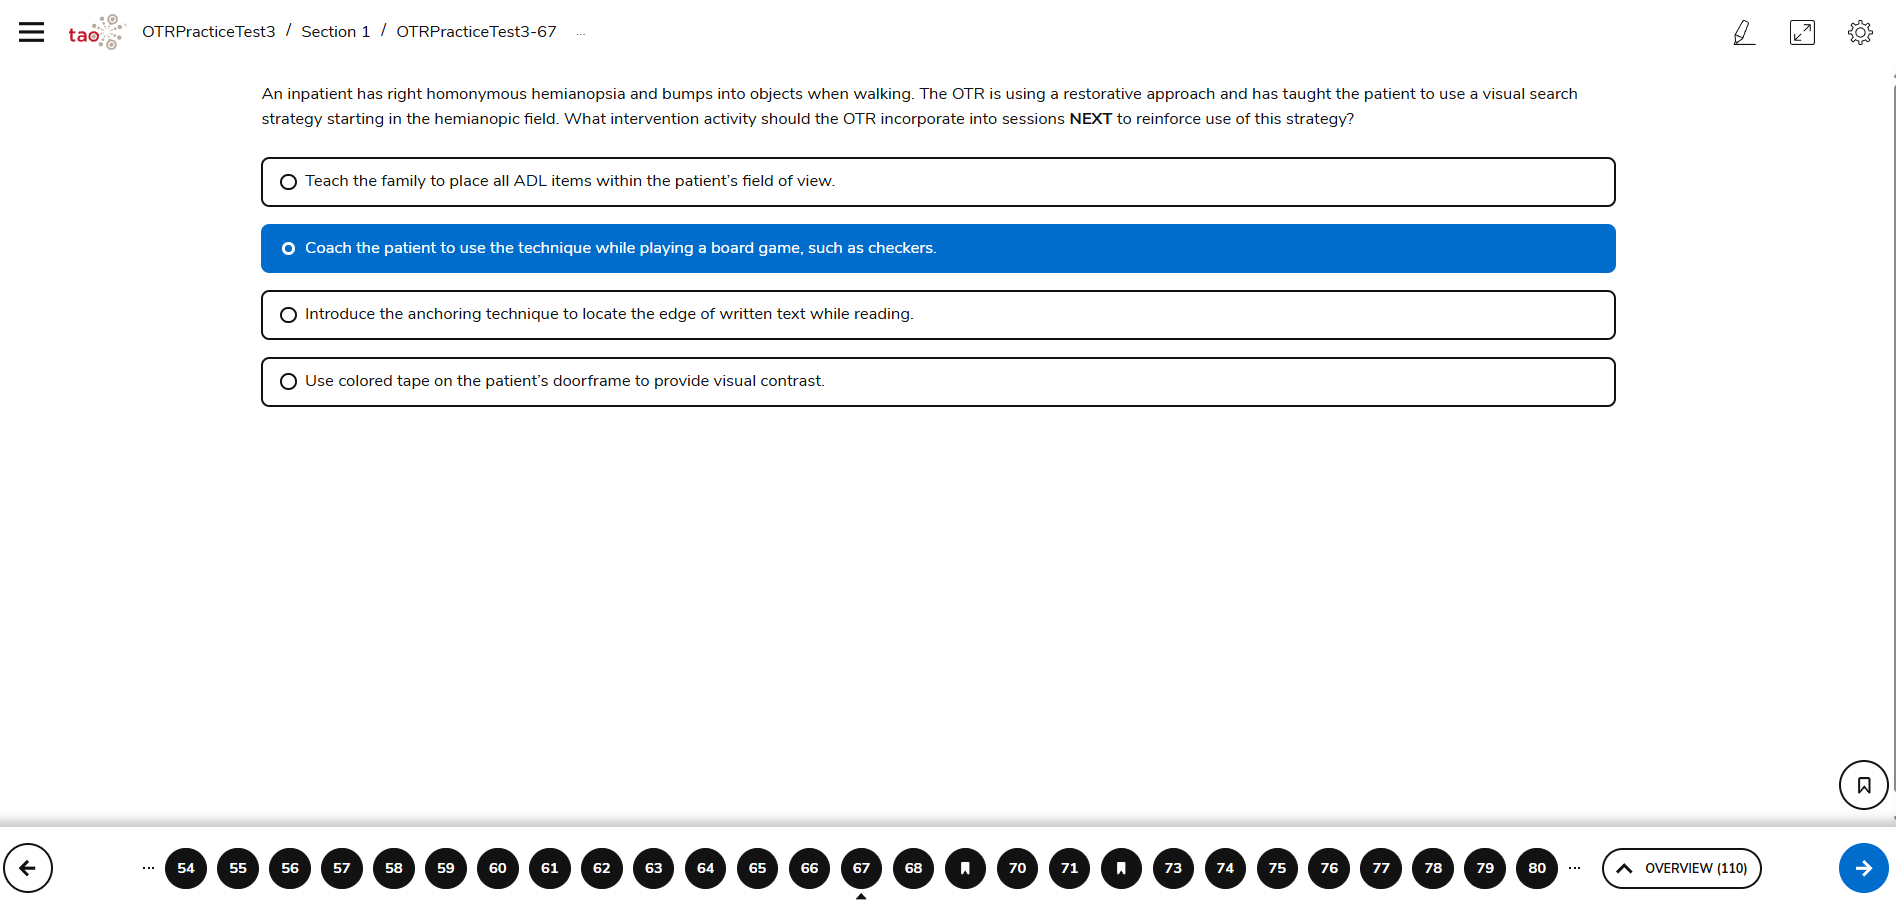 tao
OTRPracticeTest3 / Section 1 / OTRPracticeTest3-67 ...
An inpatient has right homonymous hemianopsia and bumps into objects when walking. The OTR is using a restorative approach and has taught the patient to use a visual search
strategy starting in the hemianopic field. What intervention activity should the OTR incorporate into sessions NEXT to reinforce use of this strategy?
Teach the family to place all ADL items within the patient’s field of view.
Coach the patient to use the technique while playing a board game, such as checkers.
Introduce the anchoring technique to locate the edge of written text while reading.
Use colored tape on the patient’s doorframe to provide visual contrast.
... 54 55 56 57 58 59 60 61 62 63 64 65 66 67 68 70 71 73 74 75 76 77 78 79 80 ... OVERVIEW (110)